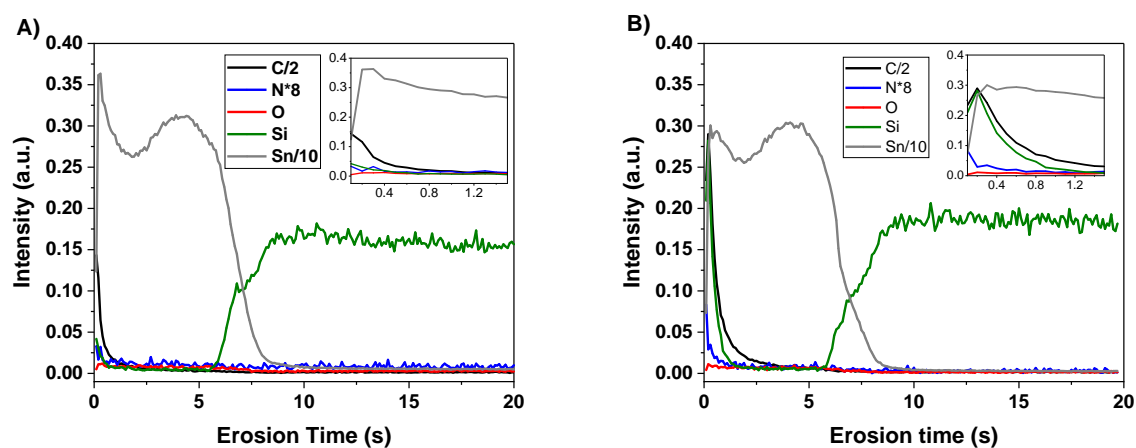 A)
0.40
0.35
0.30
0.25
0.20
0.15
0.10
0.05
0.00
Intensity (a.u.)
0 5 10 15 20
Erosion Time (s)
C/2
N*8
O
Si
Sn/10
0.4
0.3
0.2
0.1
0.0
0.4 0.8 1.2
B)
0.40
0.35
0.30
0.25
0.20
0.15
0.10
0.05
0.00
Intensity (a.u.)
0 5 10 15 20
Erosion time (s)
C/2
N*8
O
Si
Sn/10
0.4
0.3
0.2
0.1
0.0
0.4 0.8 1.2